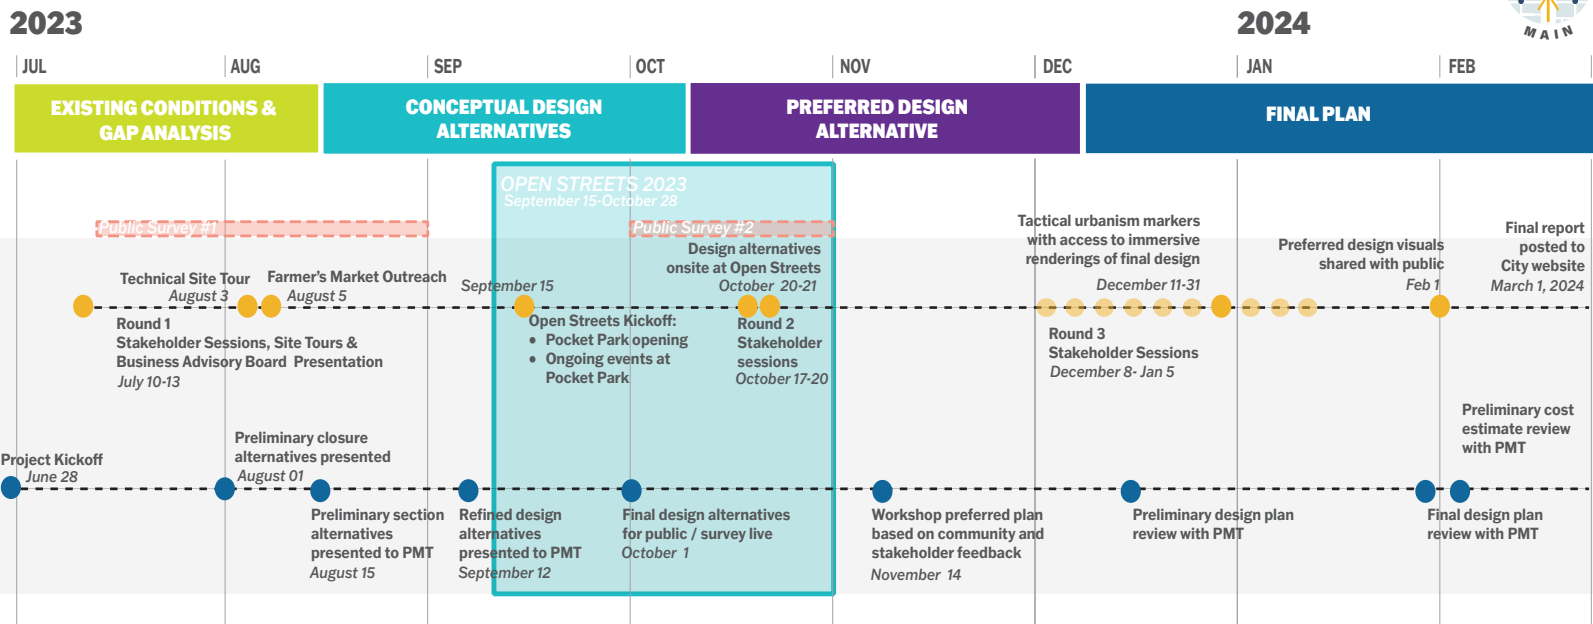 2023
2024
MAIN
JUL
AUG
SEP
OCT
NOV
DEC
JAN
FEB
EXISTING CONDITIONS &
GAP ANALYSIS
CONCEPTUAL DESIGN
ALTERNATIVES
PREFERRED DESIGN
ALTERNATIVE
FINAL PLAN
OPEN STREETS 2023
September 15-October 28
Public Survey #1
Public Survey #2
Technical Site Tour
August 3
Farmer's Market Outreach
August 5
September 15
Design alternatives
onsite at Open Streets
October 20-21
Tactical urbanism markers
with access to immersive
renderings of final design
December 11-31
Preferred design visuals
shared with public
Feb 1
Final report
posted to
City website
March 1, 2024
Round 1
Stakeholder Sessions, Site Tours &
Business Advisory Board Presentation
July 10-13
Open Streets Kickoff:
• Pocket Park opening
• Ongoing events at
Pocket Park
Round 2
Stakeholder
sessions
October 17-20
Round 3
Stakeholder Sessions
December 8- Jan 5
Project Kickoff
June 28
Preliminary closure
alternatives presented
August 01
Preliminary cost
estimate review
with PMT
Preliminary section
alternatives
presented to PMT
August 15
Refined design
alternatives
presented to PMT
September 12
Final design alternatives
for public / survey live
October 1
Workshop preferred plan
based on community and
stakeholder feedback
November 14
Preliminary design plan
review with PMT
Final design plan
review with PMT